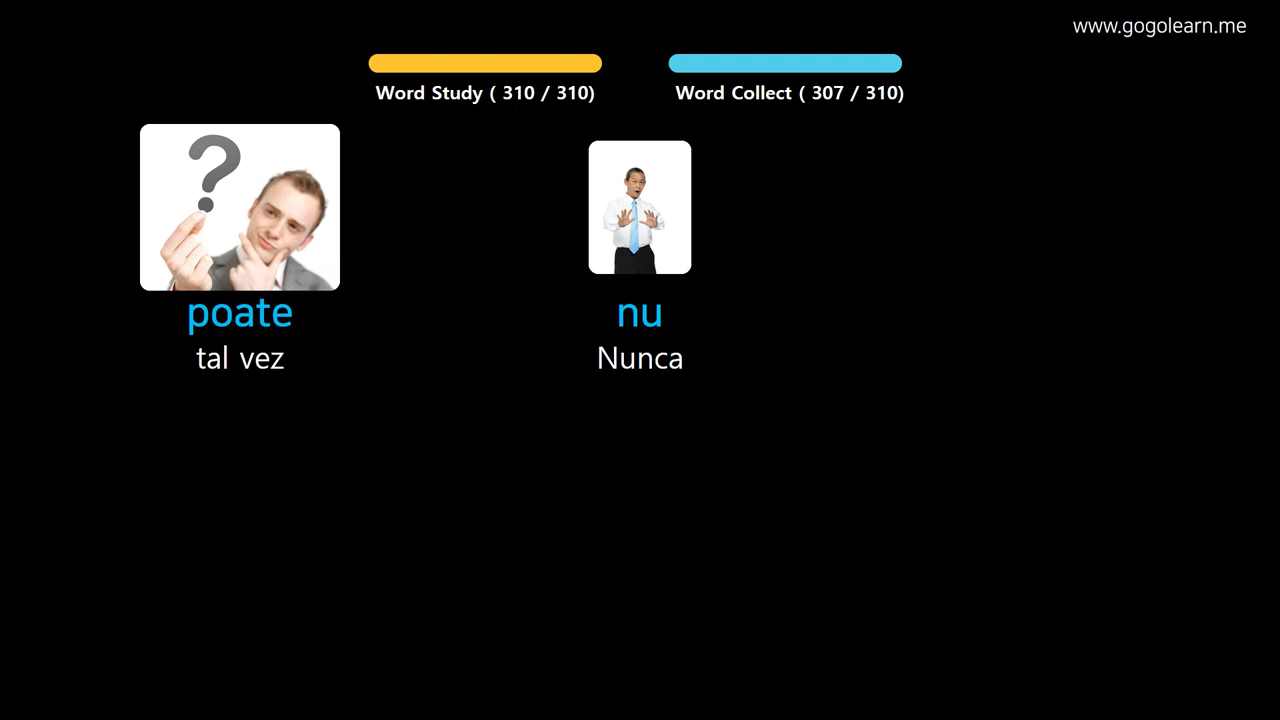 www.gogolearn.me
Word Study ( 310 / 310)
Word Collect ( 307 / 310)
poate
tal vez
nu
Nunca